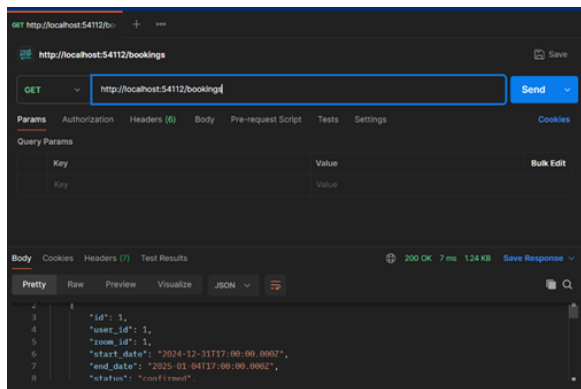 GET http://localhost:54112/bo
http://localhost:54112/bookings
Save
GET
http://localhost:54112/bookings
Send
Params Authorization Headers (6) Body Pre-request Script Tests Settings Cookies
Query Params
Key Value Bulk Edit
Key Value
Body Cookies Headers (7) Test Results 200 OK 7 ms 1.24 KB Save Response
Pretty Raw Preview Visualize JSON
2 {
3 "id": 1,
4 "user_id": 1,
5 "room_id": 1,
6 "start_date": "2024-12-31T17:00:00.000Z",
7 "end_date": "2025-01-04T17:00:00.000Z",
8 "status": "confirmed",